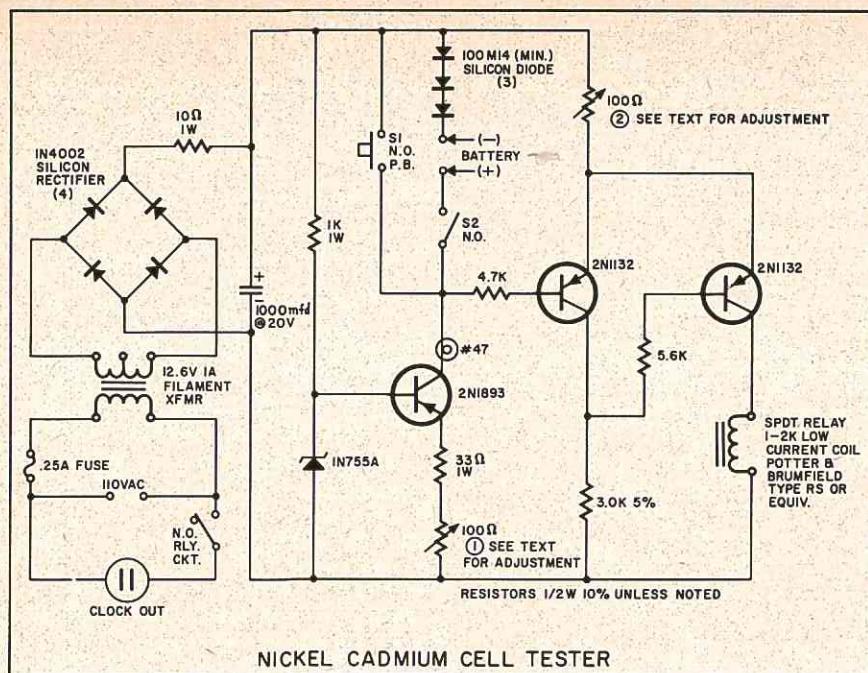 100 M14 (MIN.)
SILICON DIODE
(3)
10Ω
1W
1N4002
SILICON
RECTIFIER
(4)
S1
N.O.
P.B.
(−)
BATTERY
(+)
100Ω
② SEE TEXT FOR ADJUSTMENT
1K
1W
S2
N.O.
2N1132
2N1132
4.7K
+
−
1000mfd
@20V
#47
5.6K
12.6V 1A
FILAMENT
XFMR
2N1893
SPDT. RELAY
1-2K LOW
CURRENT COIL
POTTER &
BRUMFIELD
TYPE RS OR
EQUIV.
.25A FUSE
110VAC
1N755A
33Ω
1W
3.0K 5%
N.O.
RLY.
CKT.
100Ω
① SEE TEXT
FOR ADJUSTMENT
CLOCK OUT
RESISTORS 1/2W 10% UNLESS NOTED
NICKEL CADMIUM CELL TESTER